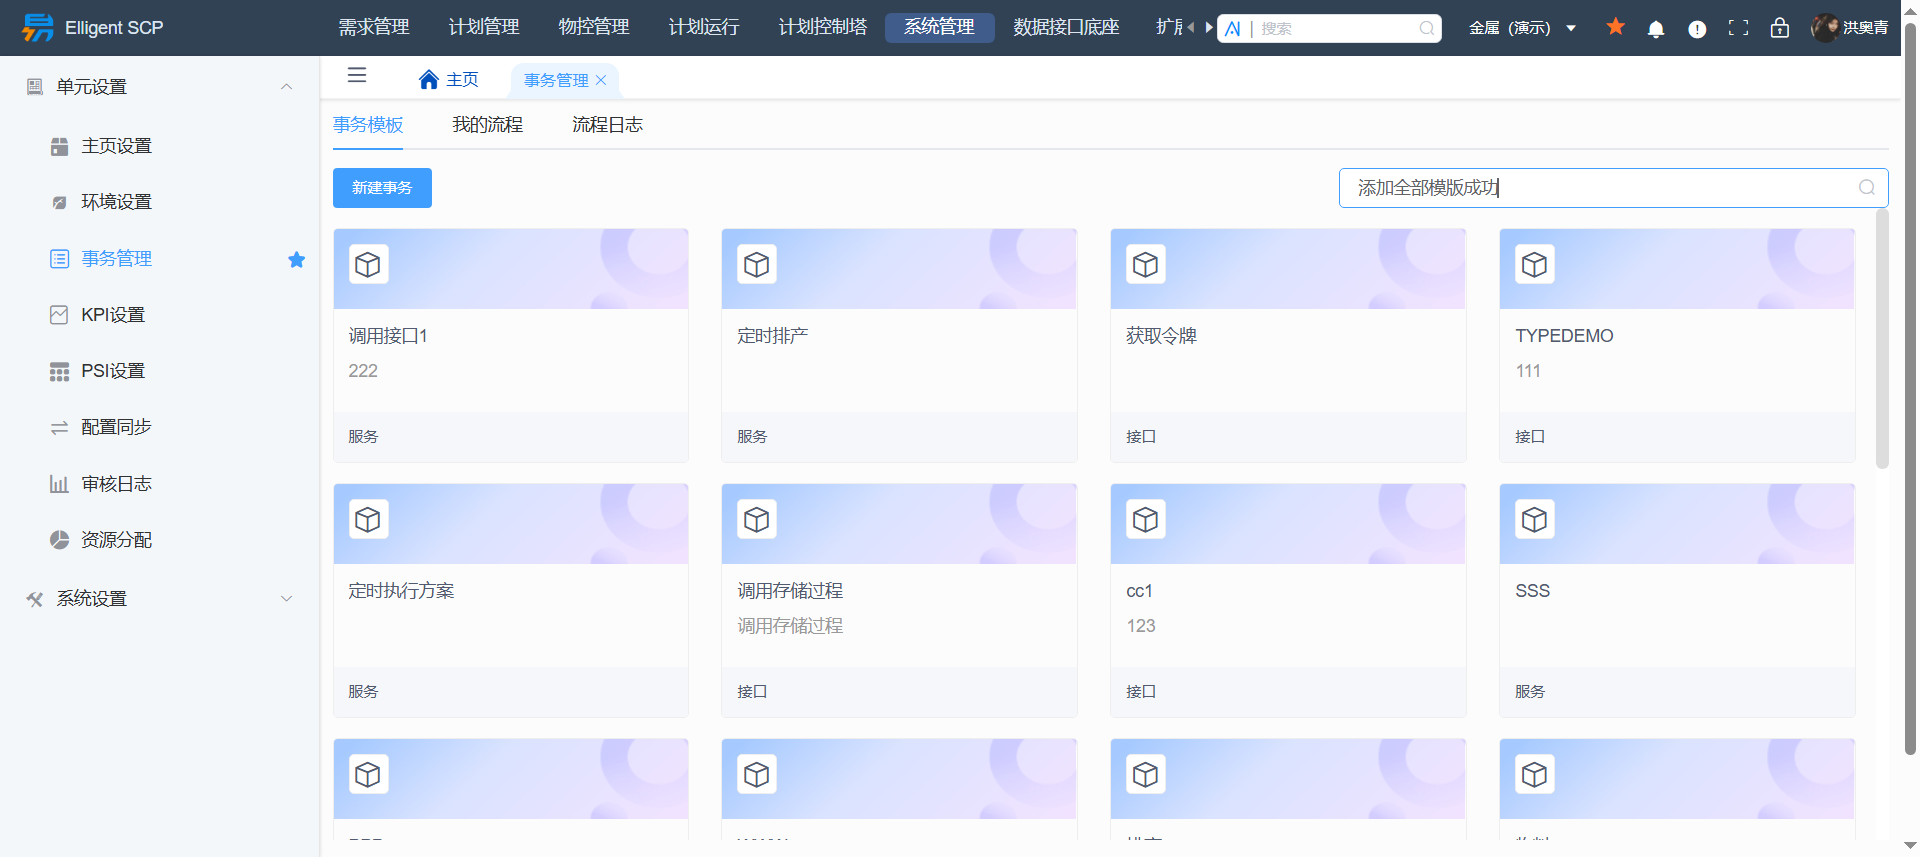 Elligent SCP
需求管理
计划管理
物控管理
计划运行
计划控制塔
系统管理
数据接口底座
AI | 搜索
金属（演示）
洪奥青
单元设置
主页设置
环境设置
事务管理
KPI设置
PSI设置
配置同步
审核日志
资源分配
系统设置
主页
事务管理
事务模板
我的流程
流程日志
新建事务
添加全部模版成功
调用接口1
222
服务
定时排产
服务
获取令牌
接口
TYPEDEMO
111
接口
定时执行方案
服务
调用存储过程
调用存储过程
接口
cc1
123
接口
SSS
服务